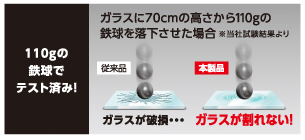 110gの
鉄球で
テスト済み!
ガラスに70cmの高さから110gの
鉄球を落下させた場合 ※当社試験結果より
従来品
本製品
ガラスが破損・・・
ガラスが割れない!